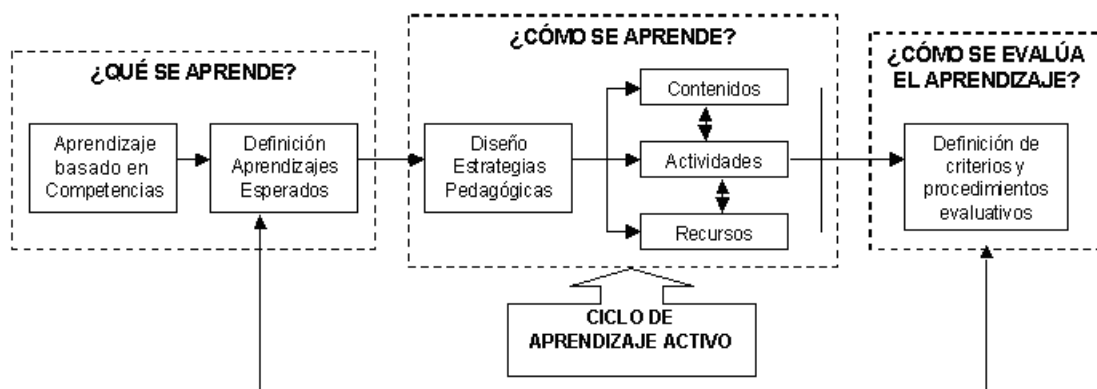 ¿QUÉ SE APRENDE?
Aprendizaje
basado en
Competencias
Definición
Aprendizajes
Esperados
¿CÓMO SE APRENDE?
Diseño
Estrategias
Pedagógicas
Contenidos
Actividades
Recursos
¿CÓMO SE EVALÚA
EL APRENDIZAJE?
Definición de
criterios y
procedimientos
evaluativos
CICLO DE
APRENDIZAJE ACTIVO